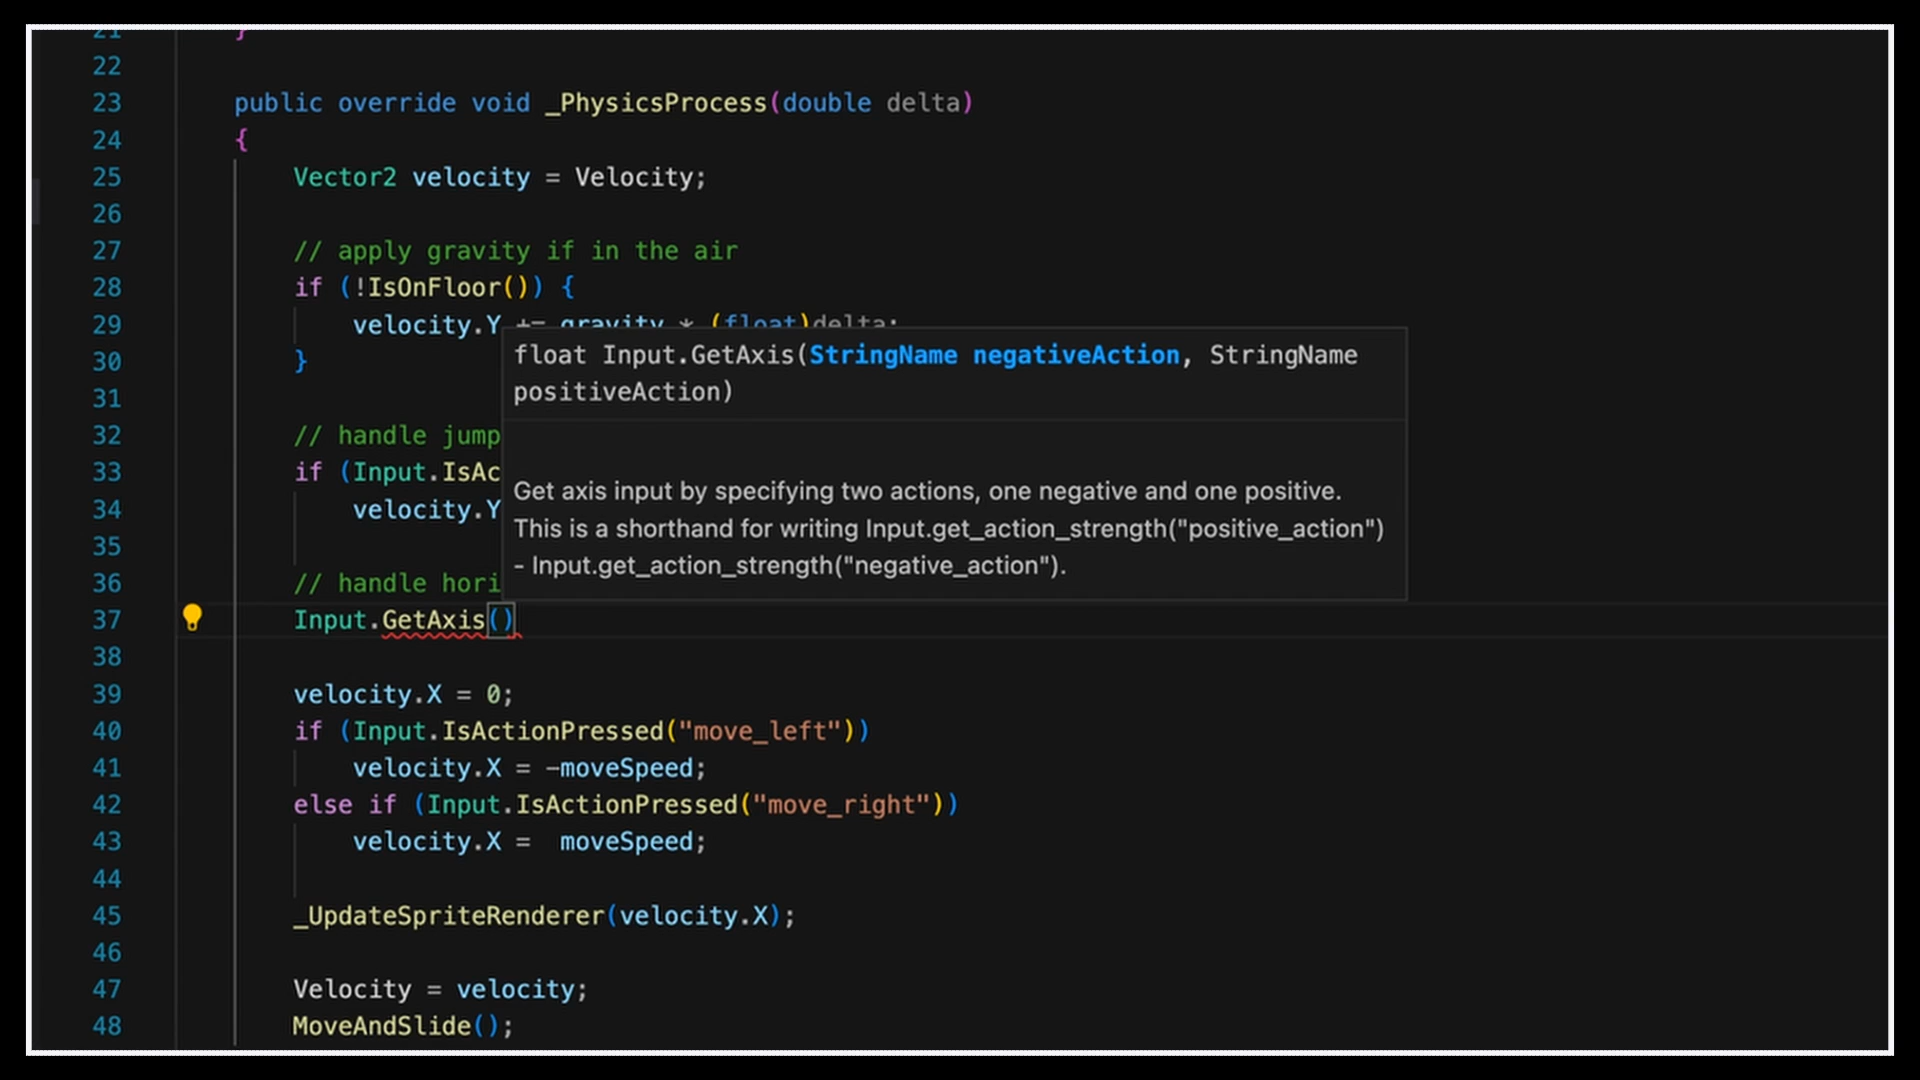 21 }
22
23 public override void _PhysicsProcess(double delta)
24 {
25 Vector2 velocity = Velocity;
26
27 // apply gravity if in the air
28 if (!IsOnFloor()) {
29 velocity.Y += gravity * (float)delta;
30 }
31
32 // handle jump
33 if (Input.IsAc
34 velocity.Y
35
36 // handle hori
37 Input.GetAxis()
38
39 velocity.X = 0;
40 if (Input.IsActionPressed("move_left"))
41 velocity.X = -moveSpeed;
42 else if (Input.IsActionPressed("move_right"))
43 velocity.X =  moveSpeed;
44
45 _UpdateSpriteRenderer(velocity.X);
46
47 Velocity = velocity;
48 MoveAndSlide();
float Input.GetAxis(StringName negativeAction, StringName
positiveAction)
Get axis input by specifying two actions, one negative and one positive.
This is a shorthand for writing Input.get_action_strength("positive_action")
- Input.get_action_strength("negative_action").